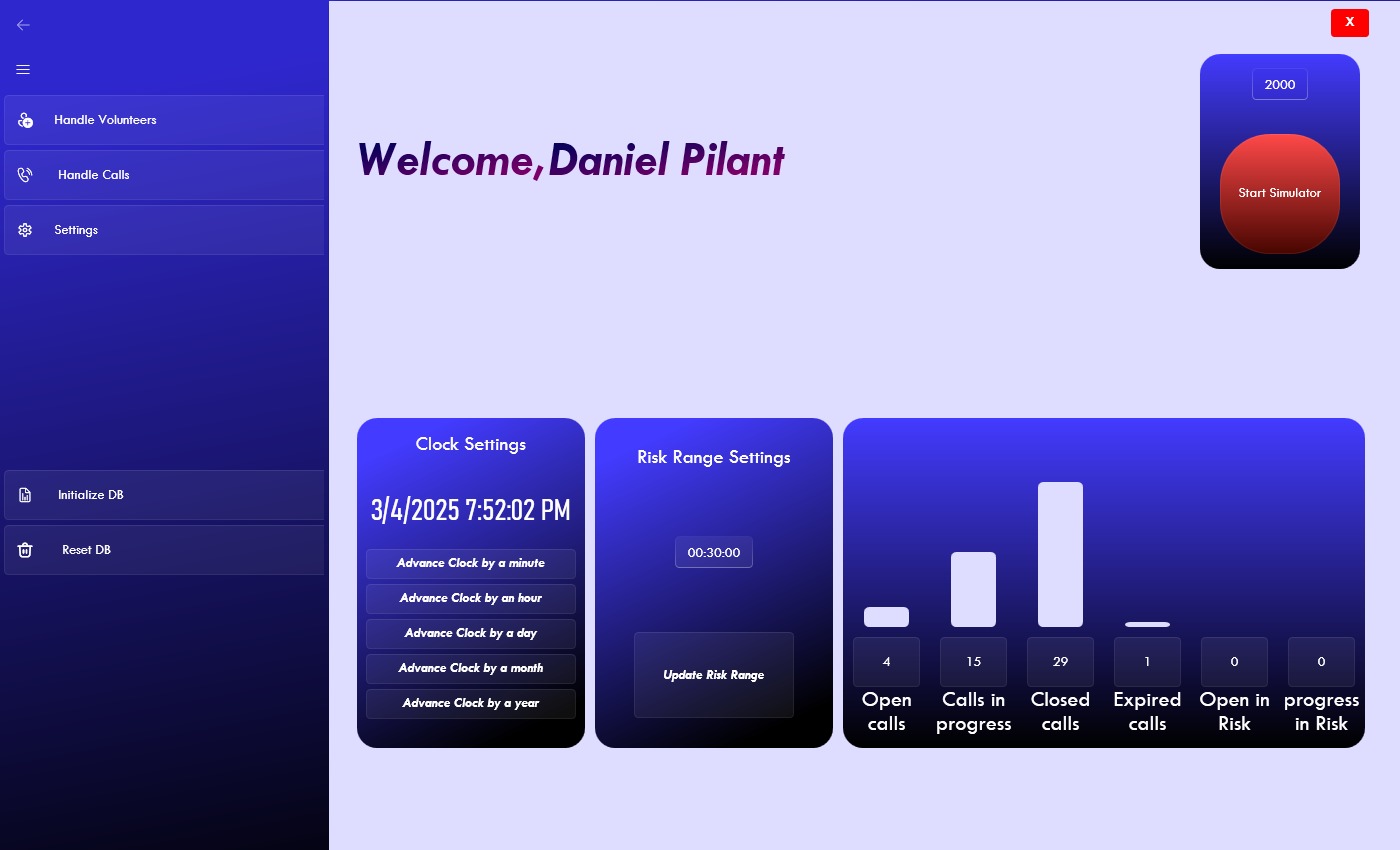 X
Handle Volunteers
Handle Calls
Settings
Initialize DB
Reset DB
Welcome, Daniel Pilant
2000
Start Simulator
Clock Settings
3/4/2025 7:52:02 PM
Advance Clock by a minute
Advance Clock by an hour
Advance Clock by a day
Advance Clock by a month
Advance Clock by a year
Risk Range Settings
00:30:00
Update Risk Range
4
Open
calls
15
Calls in
progress
29
Closed
calls
1
Expired
calls
0
Open in
Risk
0
progress
in Risk